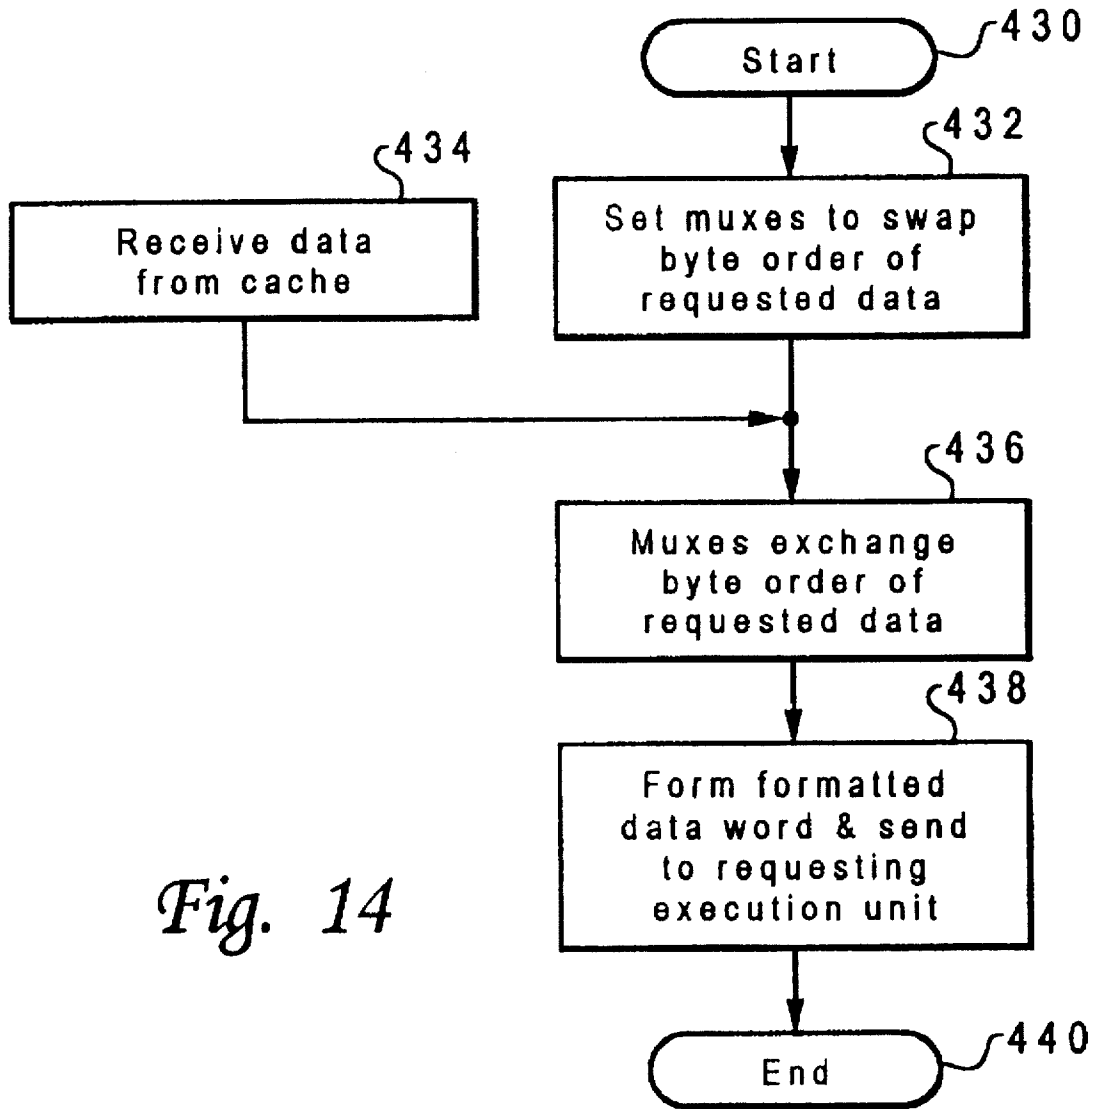 430
Start
432
Set muxes to swap
byte order of
requested data
434
Receive data
from cache
436
Muxes exchange
byte order of
requested data
438
Form formatted
data word & send
to requesting
execution unit
Fig. 14
440
End